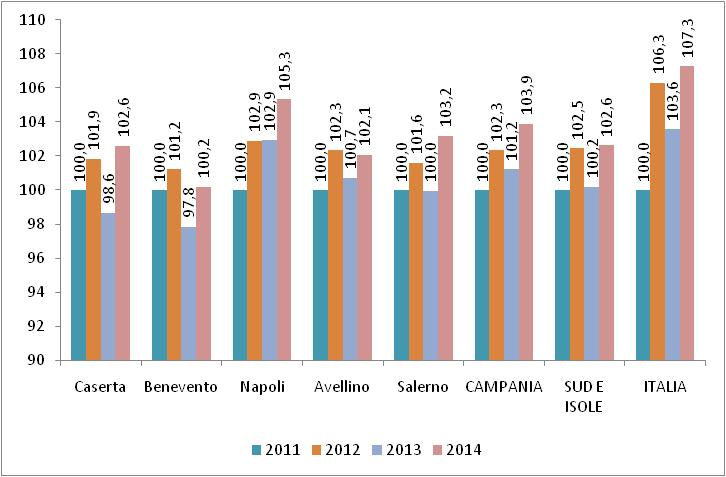 110
108
106
104
102
100
98
96
94
92
90
100,0 101,9 98,6 102,6
100,0 101,2 97,8 100,2
100,0 102,9 102,9 105,3
100,0 102,3 100,7 102,1
100,0 101,6 100,0 103,2
100,0 102,3 101,2 103,9
100,0 102,5 100,2 102,6
100,0 106,3 103,6 107,3
Caserta Benevento Napoli Avellino Salerno CAMPANIA SUD E ITALIA
ISOLE
2011 2012 2013 2014